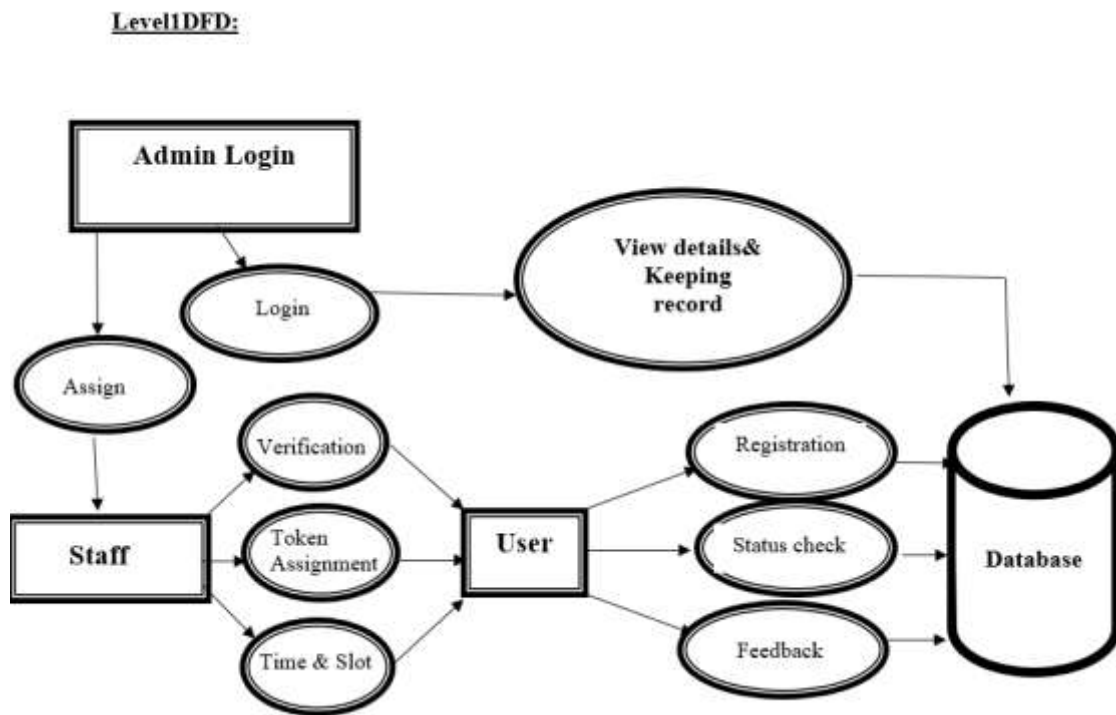 Level1DFD:
Admin Login
View details&
Keeping
record
Login
Assign
Verification
Registration
Staff
Token
Assignment
User
Status check
Database
Time & Slot
Feedback